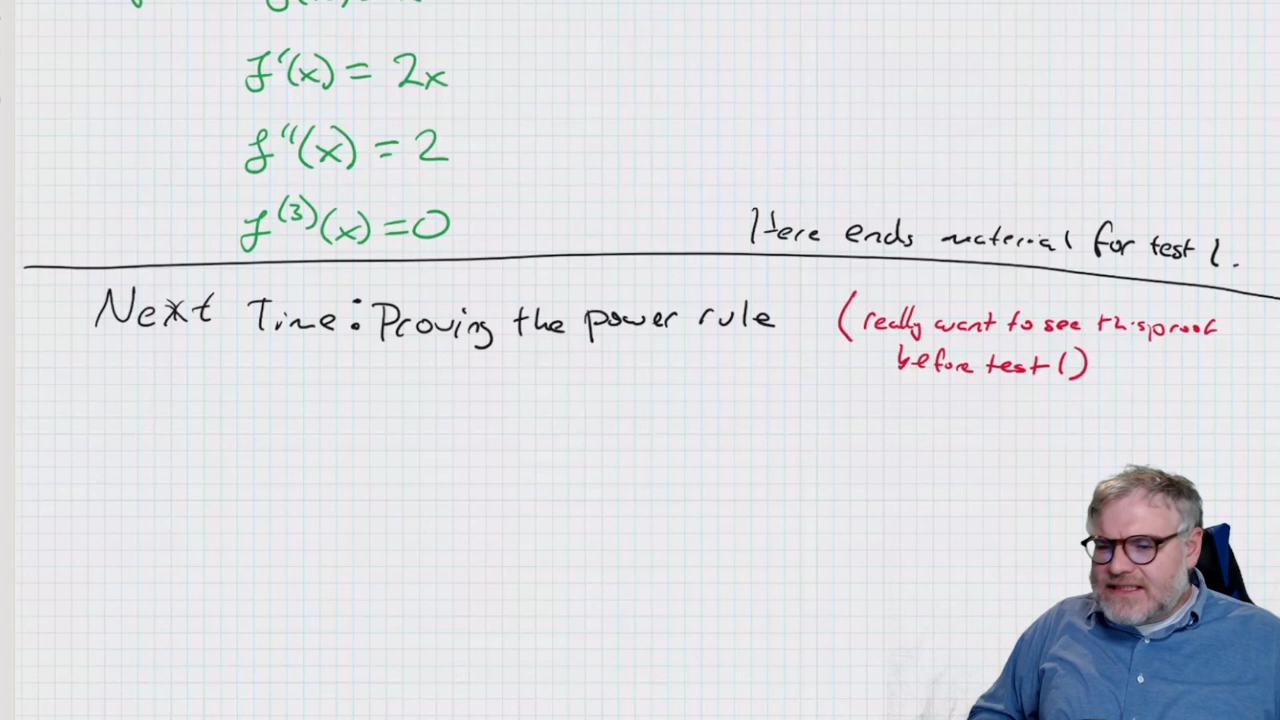 f'(x) = 2x
f''(x) = 2
f^(3)(x) = 0
Here ends material for test 1.
Next Time: Proving the power rule
(really want to see this proof
before test 1)